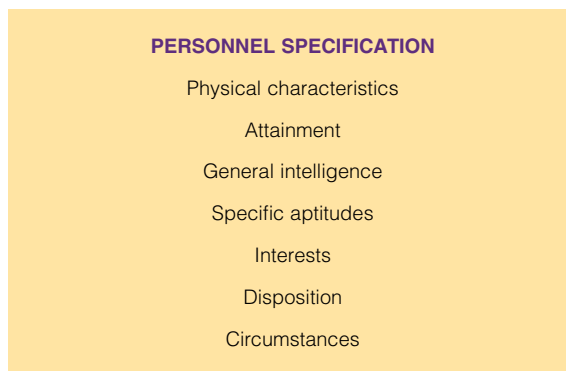 PERSONNEL SPECIFICATION
Physical characteristics
Attainment
General intelligence
Specific aptitudes
Interests
Disposition
Circumstances